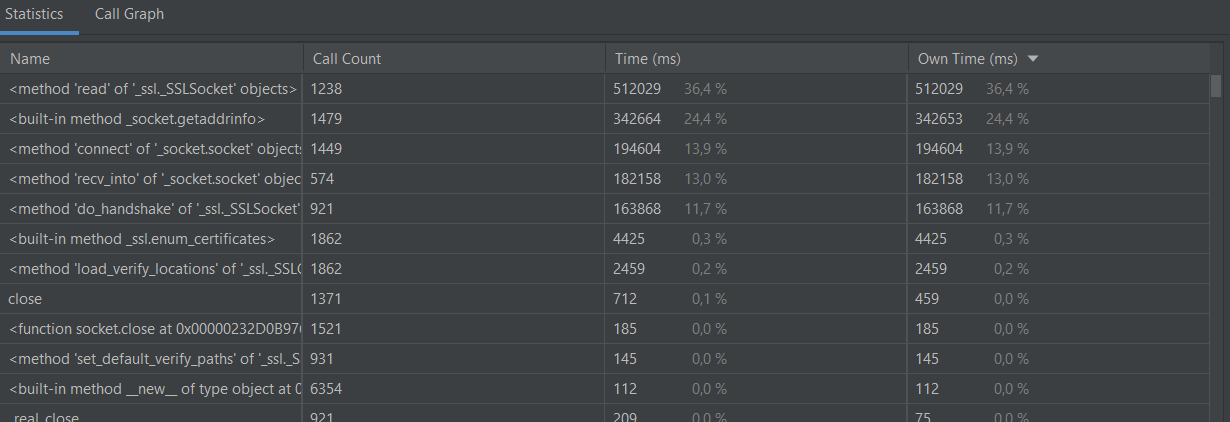 Statistics Call Graph
Name Call Count Time (ms) Own Time (ms)
<method 'read' of '_ssl._SSLSocket' objects> 1238 512029 36,4 % 512029 36,4 %
<built-in method _socket.getaddrinfo> 1479 342664 24,4 % 342653 24,4 %
<method 'connect' of '_socket.socket' objects 1449 194604 13,9 % 194604 13,9 %
<method 'recv_into' of '_socket.socket' objec 574 182158 13,0 % 182158 13,0 %
<method 'do_handshake' of '_ssl._SSLSocket' 921 163868 11,7 % 163868 11,7 %
<built-in method _ssl.enum_certificates> 1862 4425 0,3 % 4425 0,3 %
<method 'load_verify_locations' of '_ssl._SSLC 1862 2459 0,2 % 2459 0,2 %
close 1371 712 0,1 % 459 0,0 %
<function socket.close at 0x00000232D0B97 1521 185 0,0 % 185 0,0 %
<method 'set_default_verify_paths' of '_ssl._S 931 145 0,0 % 145 0,0 %
<built-in method __new__ of type object at 0 6354 112 0,0 % 112 0,0 %
_real_close 921 209 0,0 % 75 0,0 %